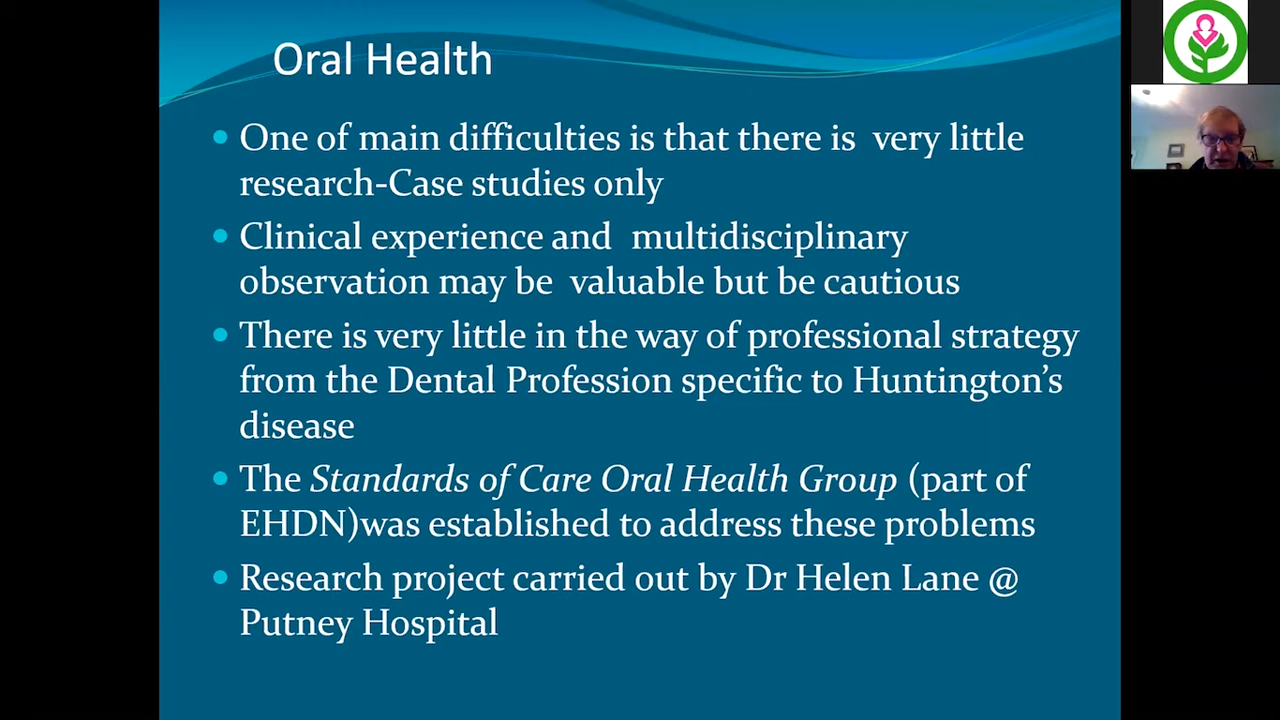 Oral Health
One of main difficulties is that there is very little
research-Case studies only
Clinical experience and multidisciplinary
observation may be valuable but be cautious
There is very little in the way of professional strategy
from the Dental Profession specific to Huntington’s
disease
The Standards of Care Oral Health Group (part of
EHDN)was established to address these problems
Research project carried out by Dr Helen Lane @
Putney Hospital